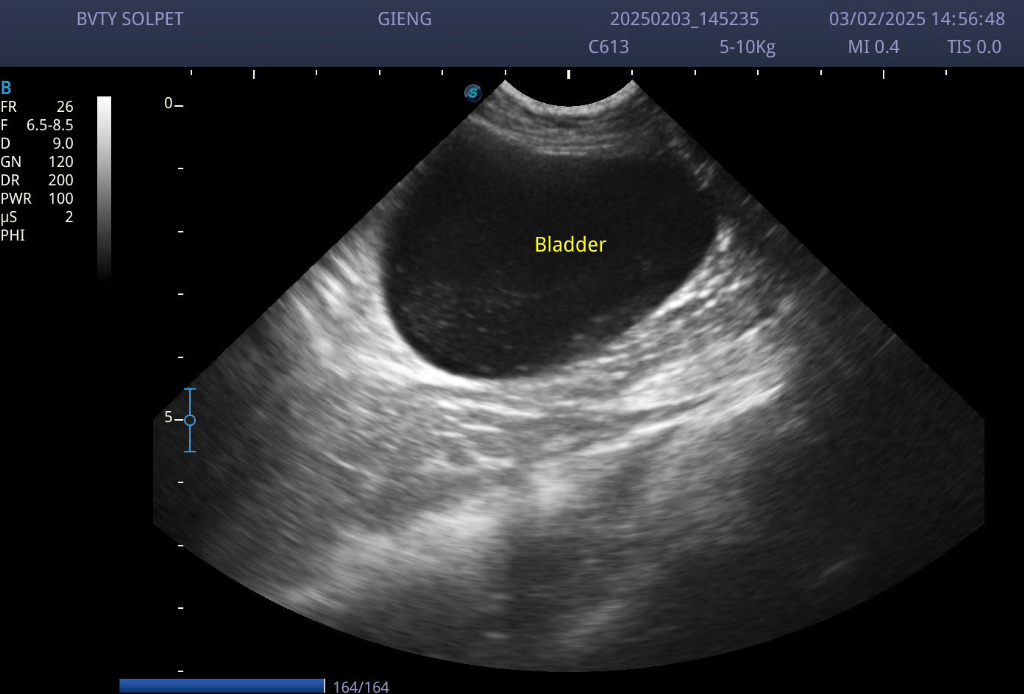 BVTY SOLPET GIENG 20250203_145235 03/02/2025 14:56:48
C613 5-10Kg MI 0.4 TIS 0.0
B
FR 26
F 6.5-8.5
D 9.0
GN 120
DR 200
PWR 100
µS 2
PHI
S
0
Bladder
5
164/164